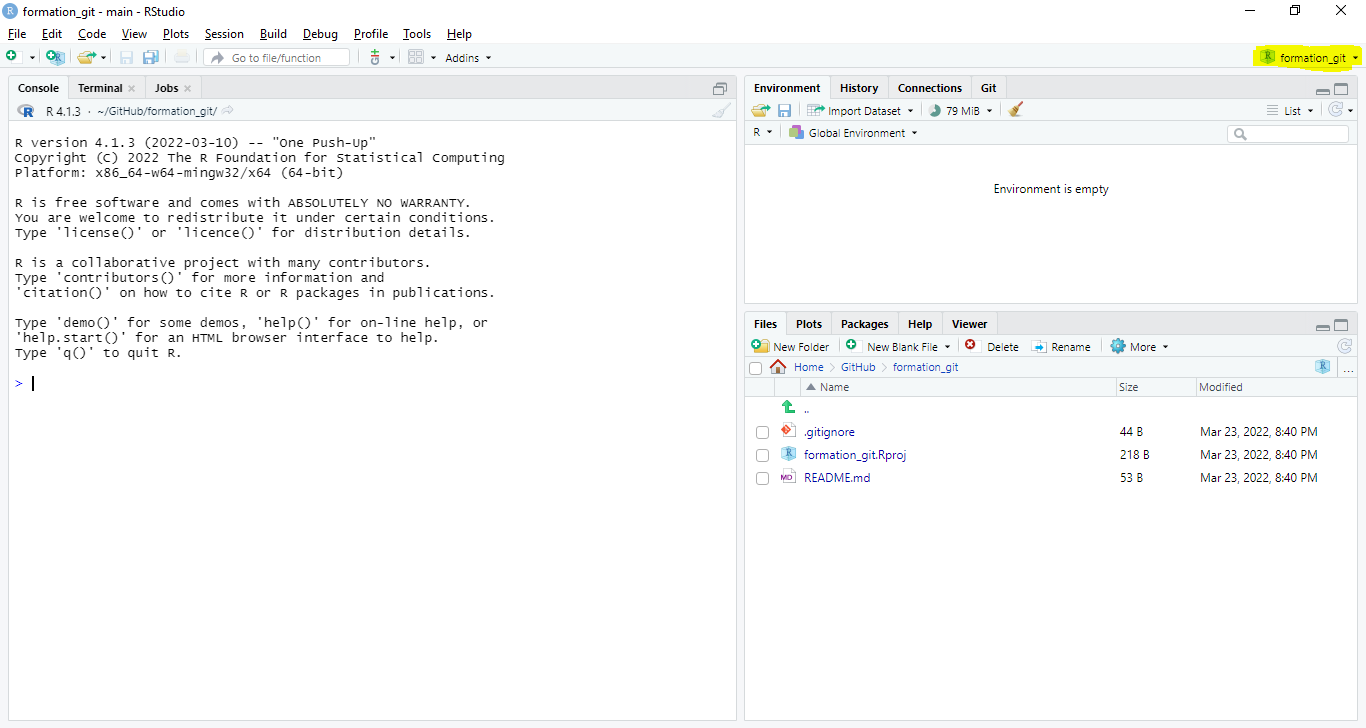 formation_git - main - RStudio
File Edit Code View Plots Session Build Debug Profile Tools Help
Go to file/function Addins formation_git
Console Terminal Jobs
R 4.1.3 · ~/GitHub/formation_git/
R version 4.1.3 (2022-03-10) -- "One Push-Up"
Copyright (C) 2022 The R Foundation for Statistical Computing
Platform: x86_64-w64-mingw32/x64 (64-bit)
R is free software and comes with ABSOLUTELY NO WARRANTY.
You are welcome to redistribute it under certain conditions.
Type 'license()' or 'licence()' for distribution details.
R is a collaborative project with many contributors.
Type 'contributors()' for more information and
'citation()' on how to cite R or R packages in publications.
Type 'demo()' for some demos, 'help()' for on-line help, or
'help.start()' for an HTML browser interface to help.
Type 'q()' to quit R.
>
Environment History Connections Git
Import Dataset 79 MiB List
R Global Environment
Environment is empty
Files Plots Packages Help Viewer
New Folder New Blank File Delete Rename More
Home GitHub formation_git R ...
Name Size Modified
..
.gitignore 44 B Mar 23, 2022, 8:40 PM
formation_git.Rproj 218 B Mar 23, 2022, 8:40 PM
MD README.md 53 B Mar 23, 2022, 8:40 PM